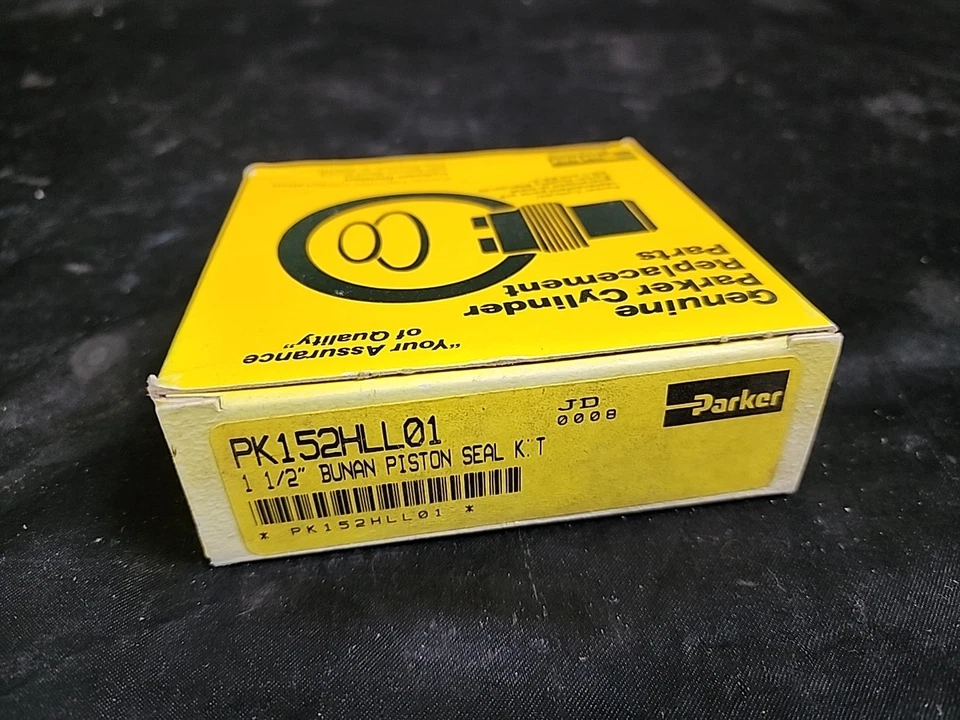 "Your Assurance
of Quality"
Genuine
Parker Cylinder
Replacement
Parts
PK152HLL01
1 1/2" BUNAN PISTON SEAL K:T
* PK152HLL01 *
JD
0008
Parker